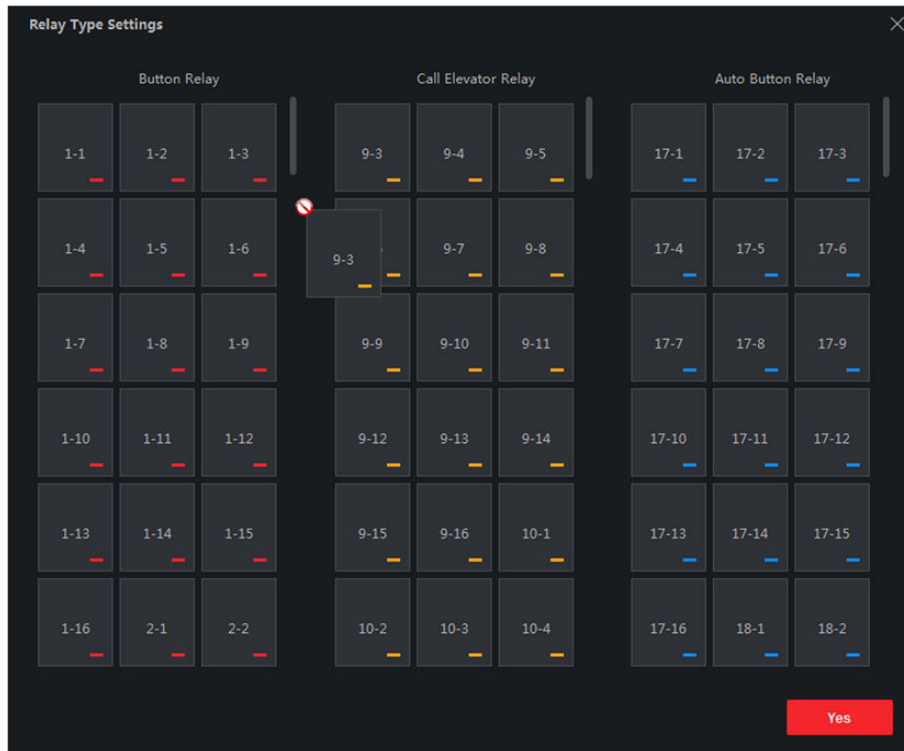 Relay Type Settings
Button Relay Call Elevator Relay Auto Button Relay
1-1 1-2 1-3 9-3 9-4 9-5 17-1 17-2 17-3
1-4 1-5 1-6 9-7 9-8 17-4 17-5 17-6
9-3
1-7 1-8 1-9 9-9 9-10 9-11 17-7 17-8 17-9
1-10 1-11 1-12 9-12 9-13 9-14 17-10 17-11 17-12
1-13 1-14 1-15 9-15 9-16 10-1 17-13 17-14 17-15
1-16 2-1 2-2 10-2 10-3 10-4 17-16 18-1 18-2
Yes